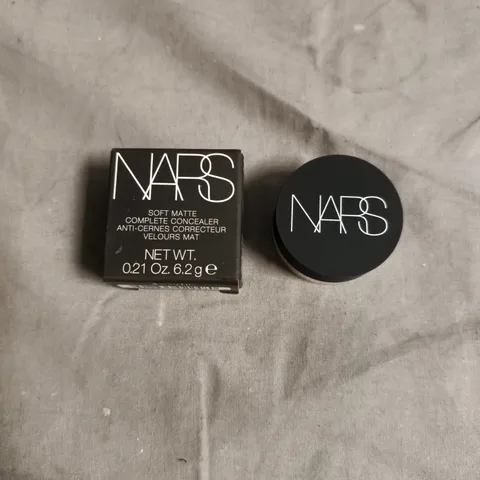 NARS
SOFT MATTE
COMPLETE CONCEALER
ANTI-CERNES CORRECTEUR
VELOURS MAT
NET WT.
0.21 Oz. 6.2 g ℮
NARS